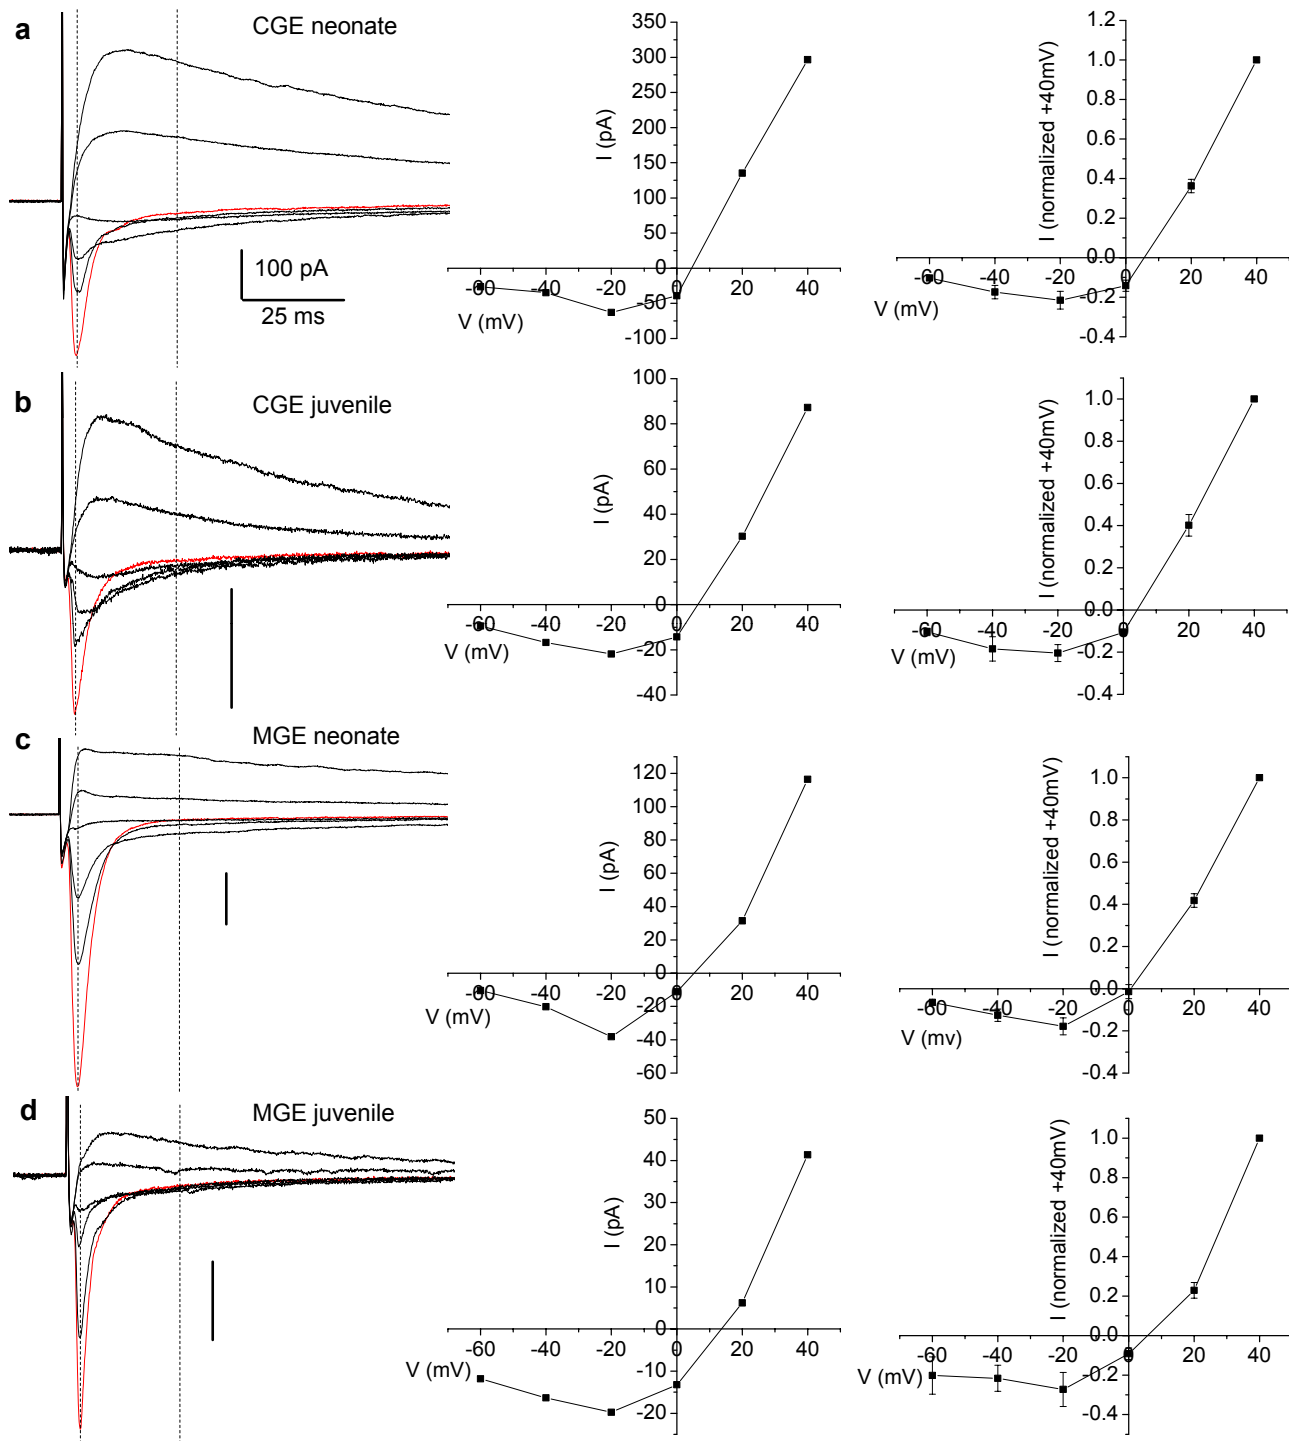 a
CGE neonate
100 pA
25 ms
350
300
250
200
150
100
50
0
-50
-100
-60 -40 -20 0 20 40
V (mV)
I (pA)
1.2
1.0
0.8
0.6
0.4
0.2
0.0
-0.2
-0.4
-60 -40 -20 0 20 40
V (mV)
I (normalized +40mV)
b
CGE juvenile
100
80
60
40
20
0
-20
-40
-60 -40 -20 0 20 40
V (mV)
I (pA)
1.0
0.8
0.6
0.4
0.2
0.0
-0.2
-0.4
-60 -40 -20 0 20 40
V (mV)
I (normalized +40mV)
c
MGE neonate
120
100
80
60
40
20
0
-20
-40
-60
-60 -40 -20 0 20 40
V (mV)
I (pA)
1.0
0.8
0.6
0.4
0.2
0.0
-0.2
-0.4
-60 -40 -20 0 20 40
V (mv)
I (normalized +40mV)
d
MGE juvenile
50
40
30
20
10
0
-10
-20
-60 -40 -20 0 20 40
V (mV)
I (pA)
1.0
0.8
0.6
0.4
0.2
0.0
-0.2
-0.4
-60 -40 -20 0 20 40
V (mV)
I (normalized +40mV)